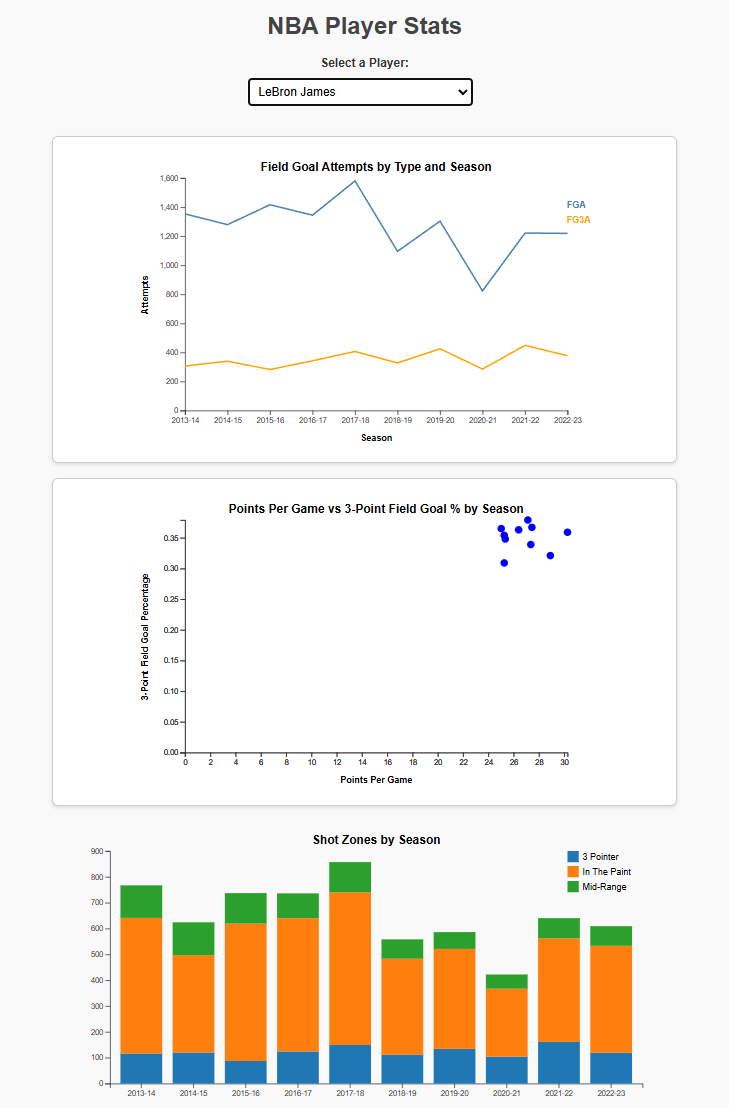 NBA Player Stats
Select a Player:
LeBron James
Field Goal Attempts by Type and Season
1,600
1,400
1,200
1,000
800
600
400
200
0
Attempts
FGA
FG3A
2013-14 2014-15 2015-16 2016-17 2017-18 2018-19 2019-20 2020-21 2021-22 2022-23
Season
Points Per Game vs 3-Point Field Goal % by Season
0.35
0.30
0.25
0.20
0.15
0.10
0.05
0.00
3-Point Field Goal Percentage
0 2 4 6 8 10 12 14 16 18 20 22 24 26 28 30
Points Per Game
Shot Zones by Season
900
800
700
600
500
400
300
200
100
0
3 Pointer
In The Paint
Mid-Range
2013-14 2014-15 2015-16 2016-17 2017-18 2018-19 2019-20 2020-21 2021-22 2022-23